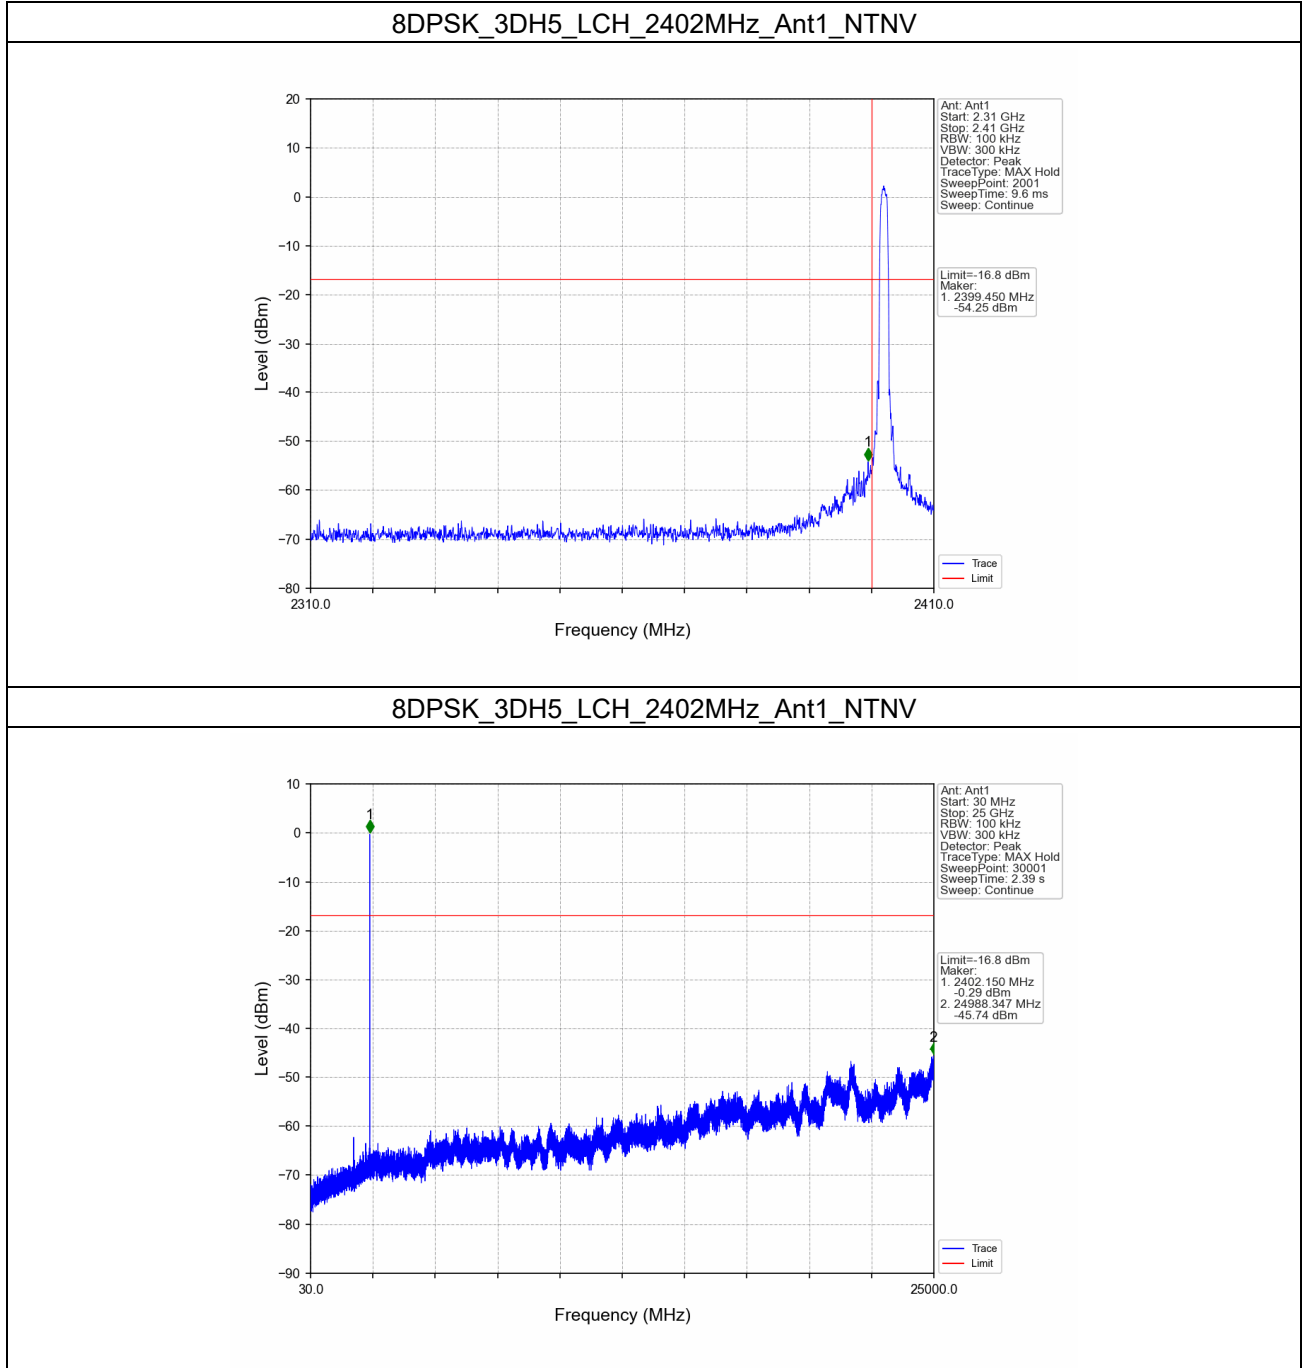 8DPSK_3DH5_LCH_2402MHz_Ant1_NTNV
20
10
0
−10
−20
−30
−40
−50
−60
−70
−80
Level (dBm)
1
2310.0
2410.0
Frequency (MHz)
Ant: Ant1
Start: 2.31 GHz
Stop: 2.41 GHz
RBW: 100 kHz
VBW: 300 kHz
Detector: Peak
TraceType: MAX Hold
SweepPoint: 2001
SweepTime: 9.6 ms
Sweep: Continue
Limit=-16.8 dBm
Maker:
1. 2399.450 MHz
-54.25 dBm
Trace
Limit
8DPSK_3DH5_LCH_2402MHz_Ant1_NTNV
10
0
−10
−20
−30
−40
−50
−60
−70
−80
−90
Level (dBm)
1
2
30.0
25000.0
Frequency (MHz)
Ant: Ant1
Start: 30 MHz
Stop: 25 GHz
RBW: 100 kHz
VBW: 300 kHz
Detector: Peak
TraceType: MAX Hold
SweepPoint: 30001
SweepTime: 2.39 s
Sweep: Continue
Limit=-16.8 dBm
Maker:
1. 2402.150 MHz
-0.29 dBm
2. 24988.347 MHz
-45.74 dBm
Trace
Limit